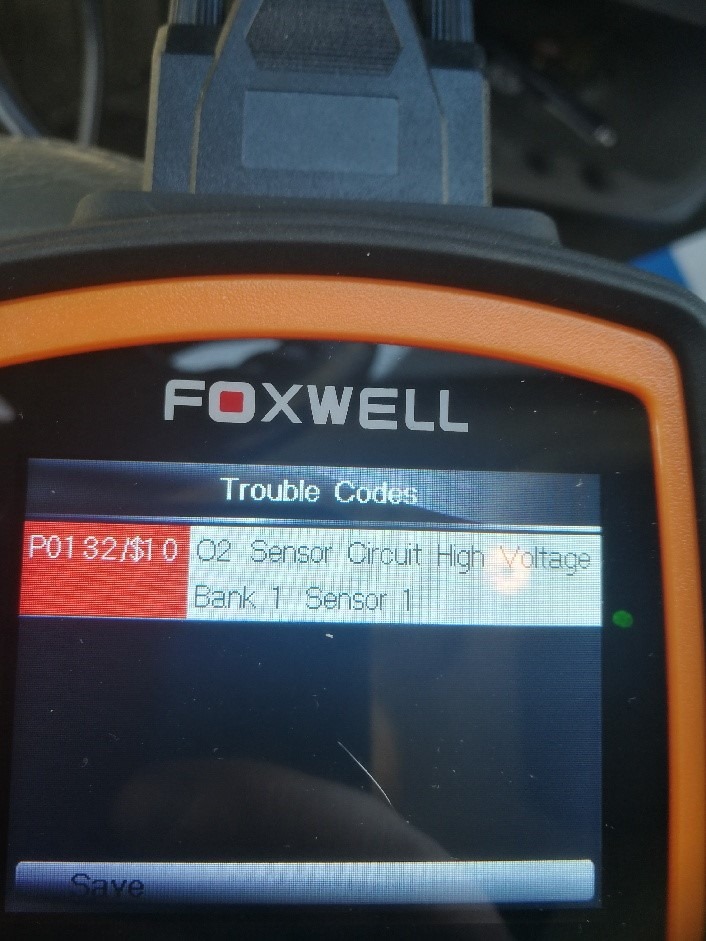 FOXWELL
Trouble Codes
P0132/$10 O2 Sensor Circuit High Voltage
Bank 1 Sensor 1
Save